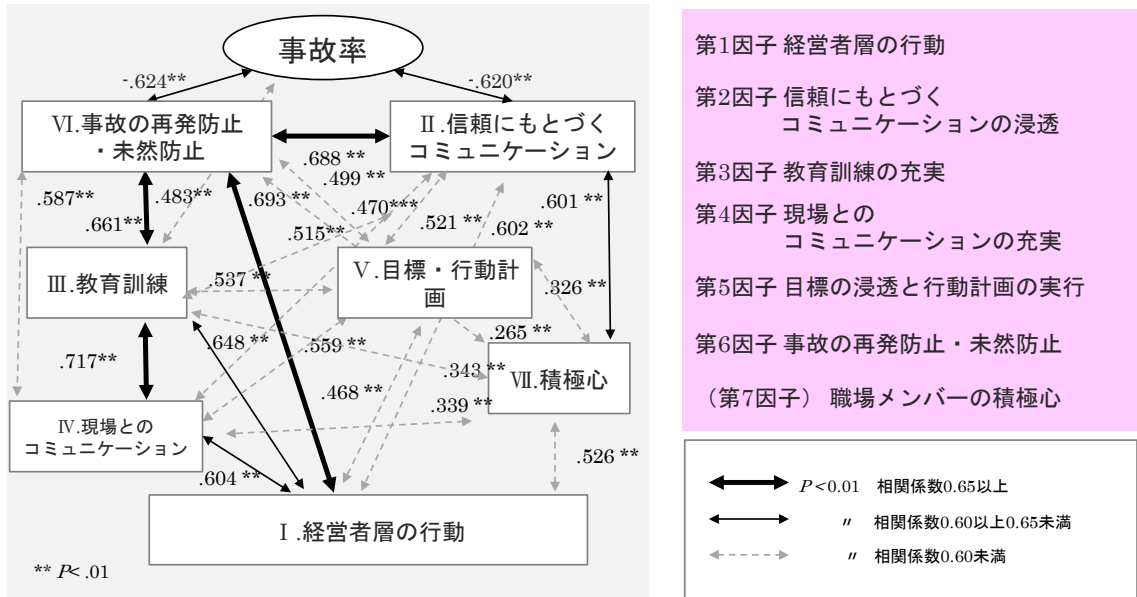 事故率
-.624**
-.620**
Ⅵ.事故の再発防止
・未然防止
Ⅱ.信頼にもとづく
コミュニケーション
.688 **
.499 **
.587**
.483**
.693 **
.470***
.521 **
.602 **
.601 **
.661**
.515**
Ⅲ.教育訓練
.537 **
Ⅴ.目標・行動計
画
.326 **
.265 **
.717**
.648 **
.559 **
.343 **
Ⅶ.積極心
.468 **
.339 **
Ⅳ.現場との
コミュニケーション
.604 **
.526 **
Ⅰ.経営者層の行動
** P< .01
第1因子 経営者層の行動
第2因子 信頼にもとづく
コミュニケーションの浸透
第3因子 教育訓練の充実
第4因子 現場との
コミュニケーションの充実
第5因子 目標の浸透と行動計画の実行
第6因子 事故の再発防止・未然防止
（第7因子） 職場メンバーの積極心
P<0.01 相関係数0.65以上
〃 相関係数0.60以上0.65未満
〃 相関係数0.60未満